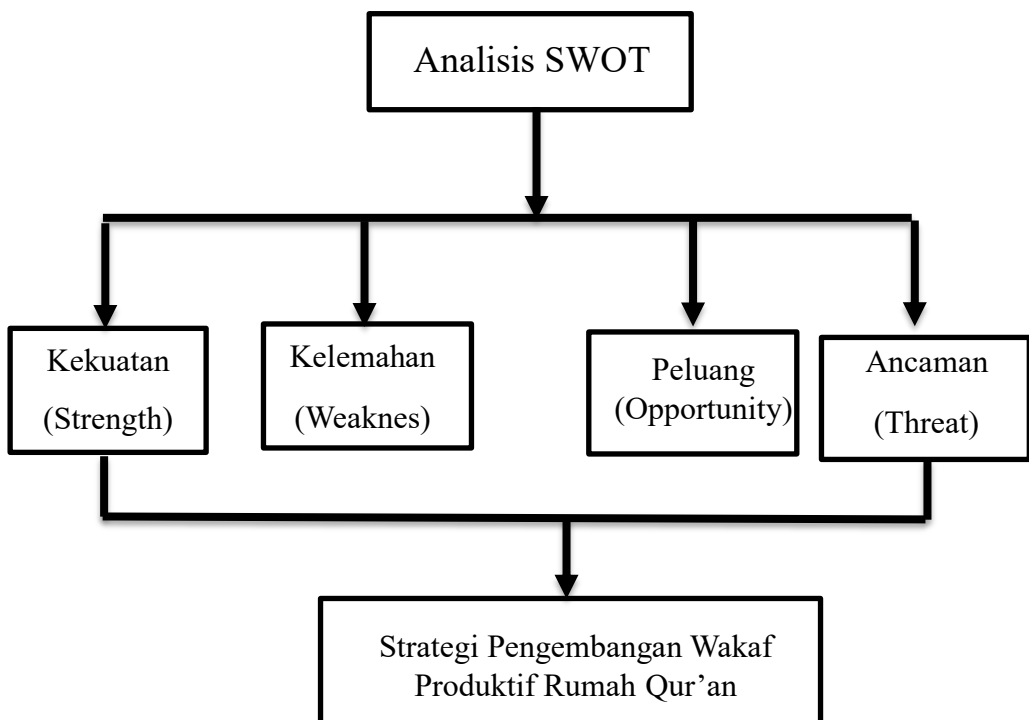 Analisis SWOT
Kekuatan
(Strength)
Kelemahan
(Weaknes)
Peluang
(Opportunity)
Ancaman
(Threat)
Strategi Pengembangan Wakaf
Produktif Rumah Qur’an